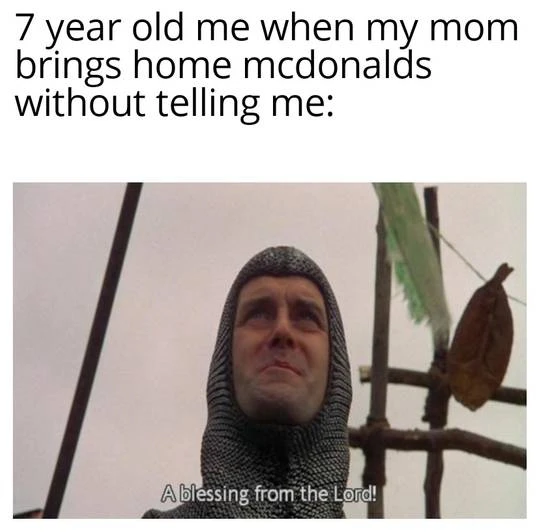 7 year old me when my mom
brings home mcdonalds
without telling me:
A blessing from the Lord!